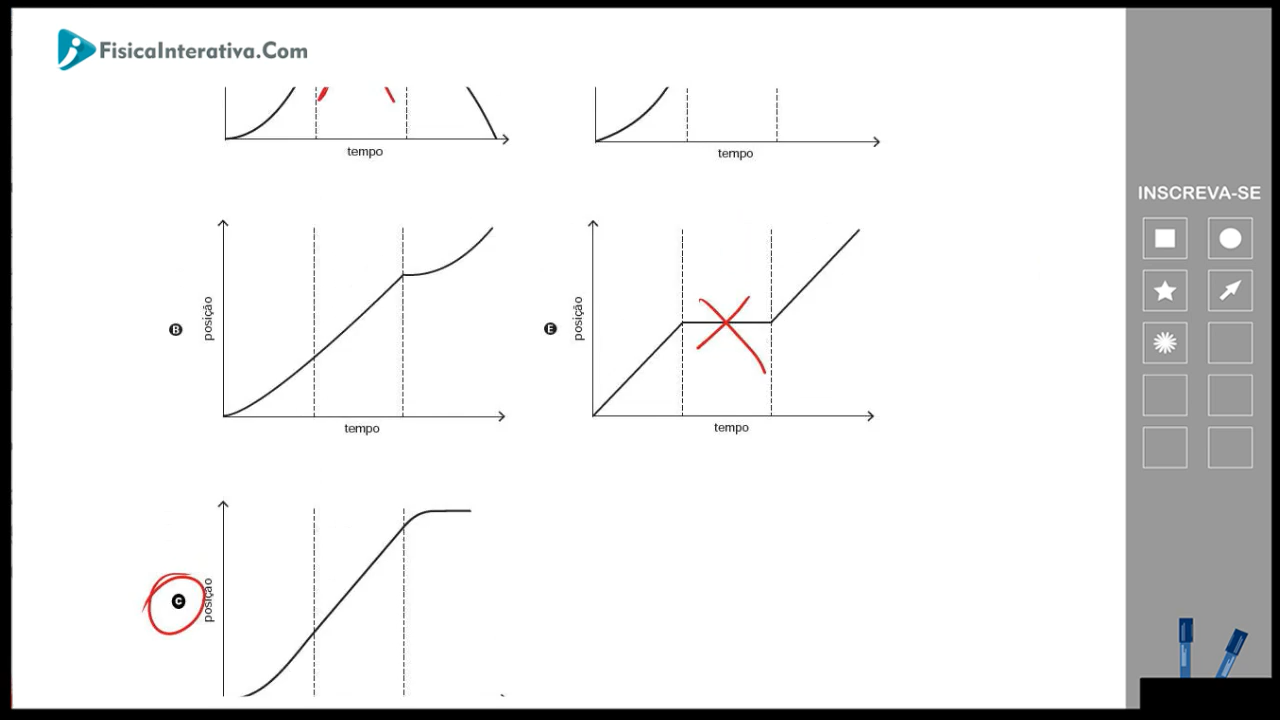 FisicaInterativa.Com
tempo
tempo
INSCREVA-SE
B
posição
tempo
E
posição
tempo
C
posição